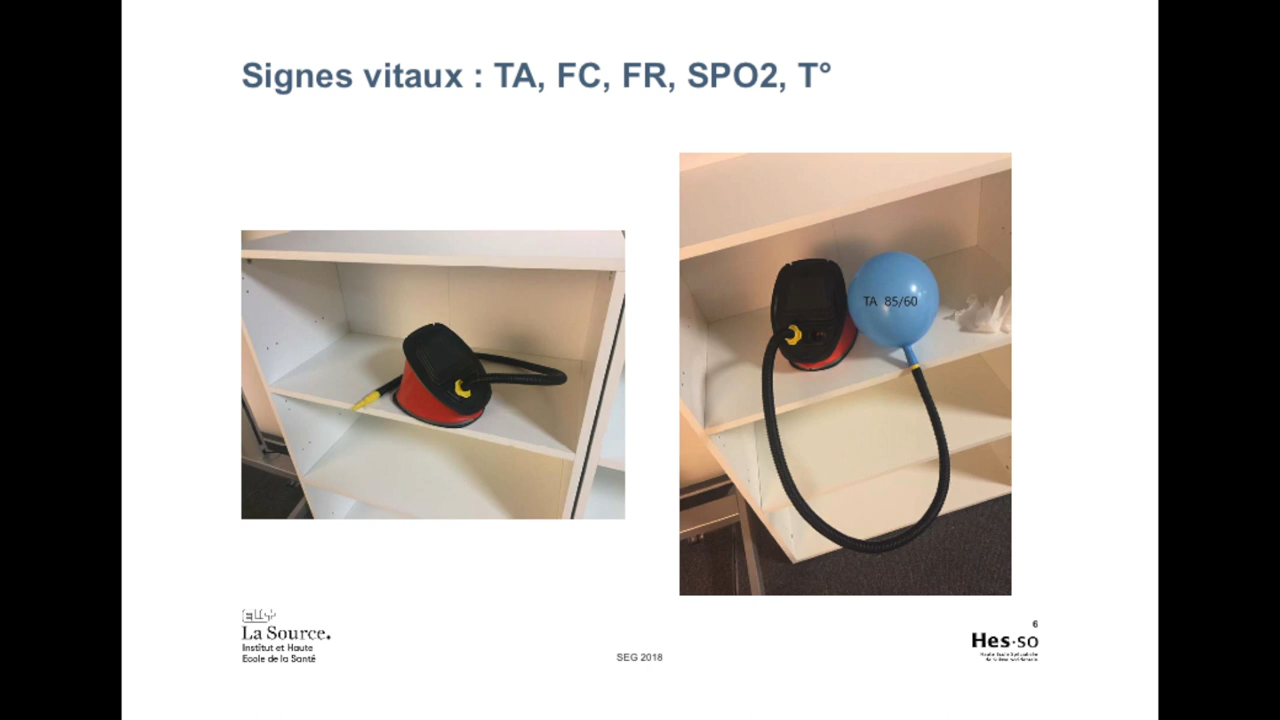 Signes vitaux : TA, FC, FR, SPO2, T°
TA 85/60
La Source.
Institut et Haute
Ecole de la Santé
SEG 2018
6
Hes·so